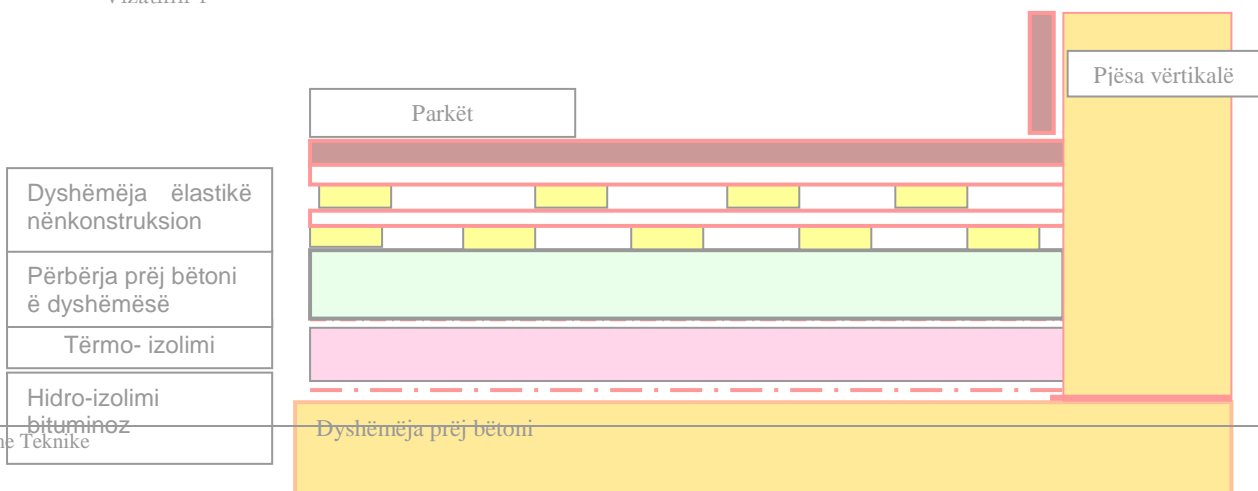 Pjësa vërtikalë
Parkët
Dyshëmëja ëlastikë
nënkonstruksion
Përbërja prëj bëtoni
ë dyshëmësë
Tërmo- izolimi
Hidro-izolimi
bituminoz
Dyshëmëja prëj bëtoni
Teknike